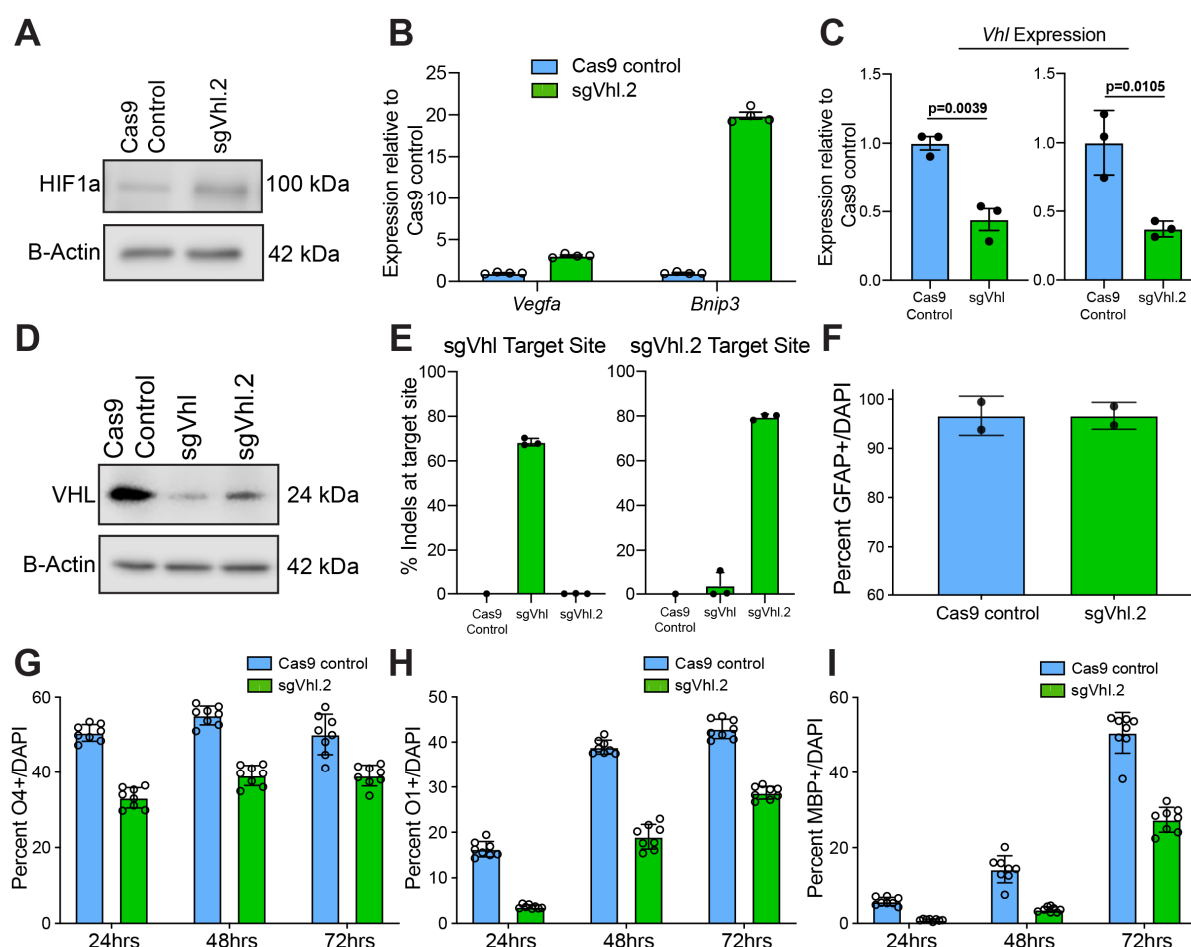 A
Cas9
Control
sgVhl.2
HIF1a
100 kDa
B-Actin
42 kDa
B
Cas9 control
sgVhl.2
Expression relative to
Cas9 control
25
20
15
10
5
0
Vegfa
Bnip3
C
Vhl Expression
Expression relative to
Cas9 control
1.5
1.0
0.5
0.0
p=0.0039
Cas9
Control
sgVhl
1.5
1.0
0.5
0.0
p=0.0105
Cas9
Control
sgVhl.2
D
Cas9
Control
sgVhl
sgVhl.2
VHL
24 kDa
B-Actin
42 kDa
E
sgVhl Target Site
% Indels at target site
100
80
60
40
20
0
Cas9
Control
sgVhl
sgVhl.2
sgVhl.2 Target Site
100
80
60
40
20
0
Cas9
Control
sgVhl
sgVhl.2
F
Percent GFAP+/DAPI
100
90
80
70
60
Cas9 control
sgVhl.2
G
Cas9 control
sgVhl.2
Percent O4+/DAPI
60
40
20
0
24hrs
48hrs
72hrs
H
Cas9 control
sgVhl.2
Percent O1+/DAPI
50
40
30
20
10
0
24hrs
48hrs
72hrs
I
Cas9 control
sgVhl.2
Percent MBP+/DAPI
60
40
20
0
24hrs
48hrs
72hrs